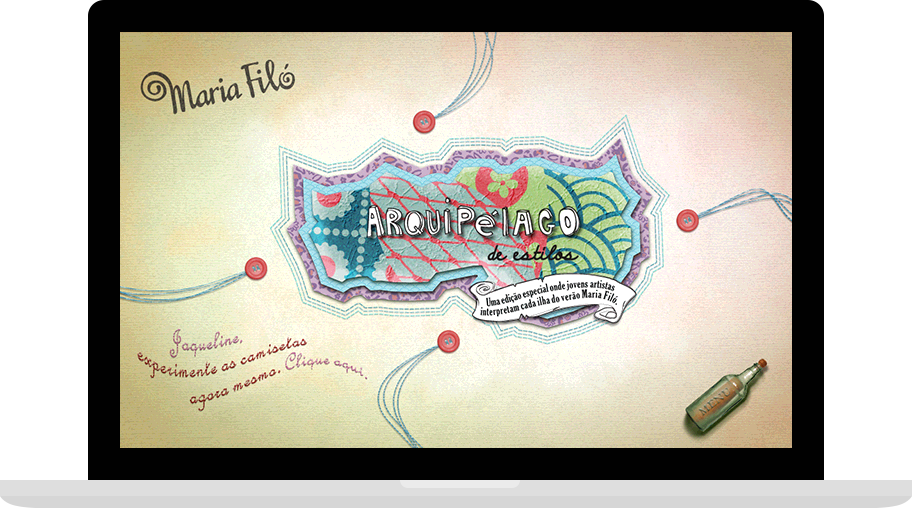 Maria Filó
ARQUIPÉLAGO
de estilos
Uma edição especial onde jovens artistas
interpretam cada ilha do verão Maria Filó.
Jaqueline,
experimente as camisetas
agora mesmo. Clique aqui.
MENU